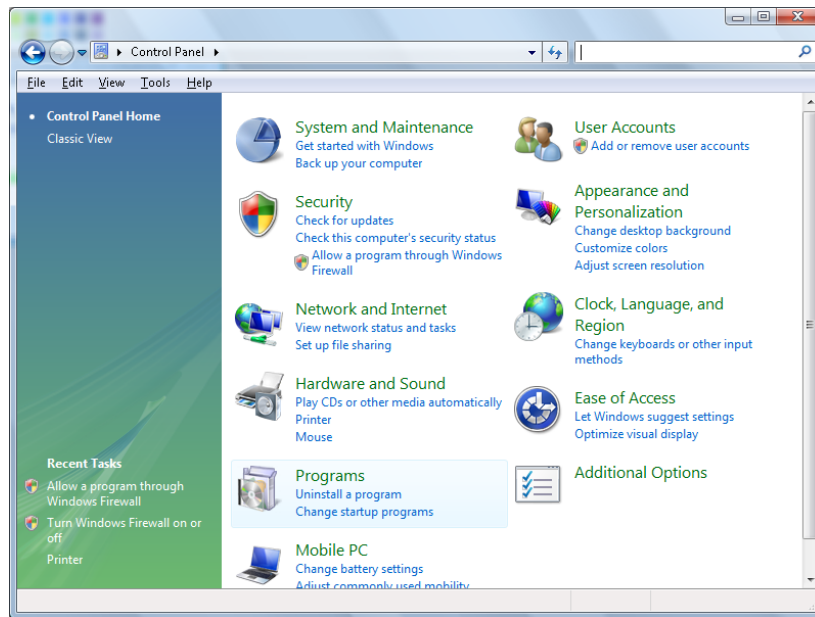 Control Panel
File Edit View Tools Help
Control Panel Home
Classic View
System and Maintenance
Get started with Windows
Back up your computer
Security
Check for updates
Check this computer's security status
Allow a program through Windows
Firewall
Network and Internet
View network status and tasks
Set up file sharing
Hardware and Sound
Play CDs or other media automatically
Printer
Mouse
Programs
Uninstall a program
Change startup programs
Mobile PC
Change battery settings
Adjust commonly used mobility
User Accounts
Add or remove user accounts
Appearance and
Personalization
Change desktop background
Customize colors
Adjust screen resolution
Clock, Language, and
Region
Change keyboards or other input
methods
Ease of Access
Let Windows suggest settings
Optimize visual display
Additional Options
Recent Tasks
Allow a program through
Windows Firewall
Turn Windows Firewall on or
off
Printer